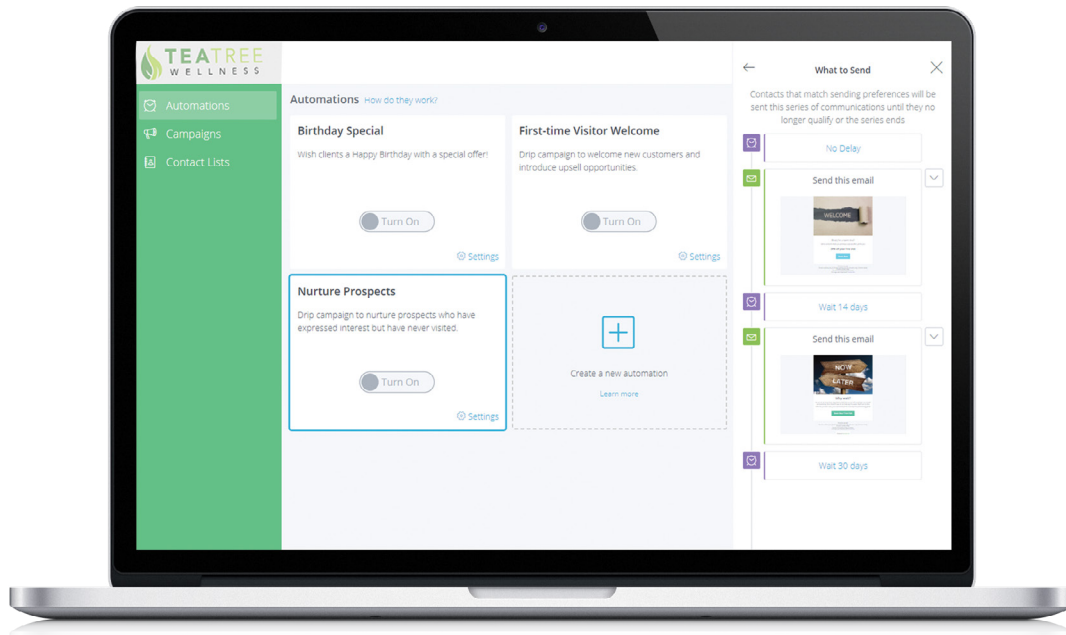 TEATREE
WELLNESS
Automations
Campaigns
Contact Lists
Automations How do they work?
Birthday Special
Wish clients a Happy Birthday with a special offer!
Turn On
Settings
First-time Visitor Welcome
Drip campaign to welcome new customers and
introduce upsell opportunities.
Turn On
Settings
Nurture Prospects
Drip campaign to nurture prospects who have
expressed interest but have never visited.
Turn On
Settings
Create a new automation
Learn more
What to Send
Contacts that match sending preferences will be
sent this series of communications until they no
longer qualify or the series ends
No Delay
Send this email
WELCOME
Wait 14 days
Send this email
NOW
LATER
Wait 30 days